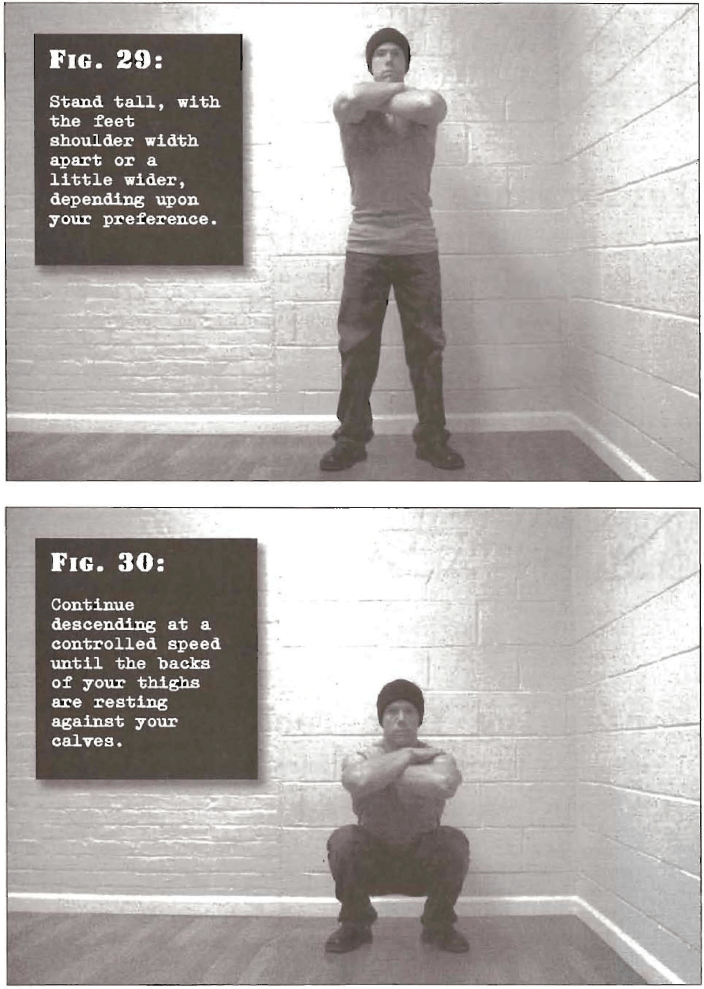 FIG. 29:
Stand tall, with
the feet
shoulder width
apart or a
little wider,
depending upon
your preference.
FIG. 30:
Continue
descending at a
controlled speed
until the backs
of your thighs
are resting
against your
calves.